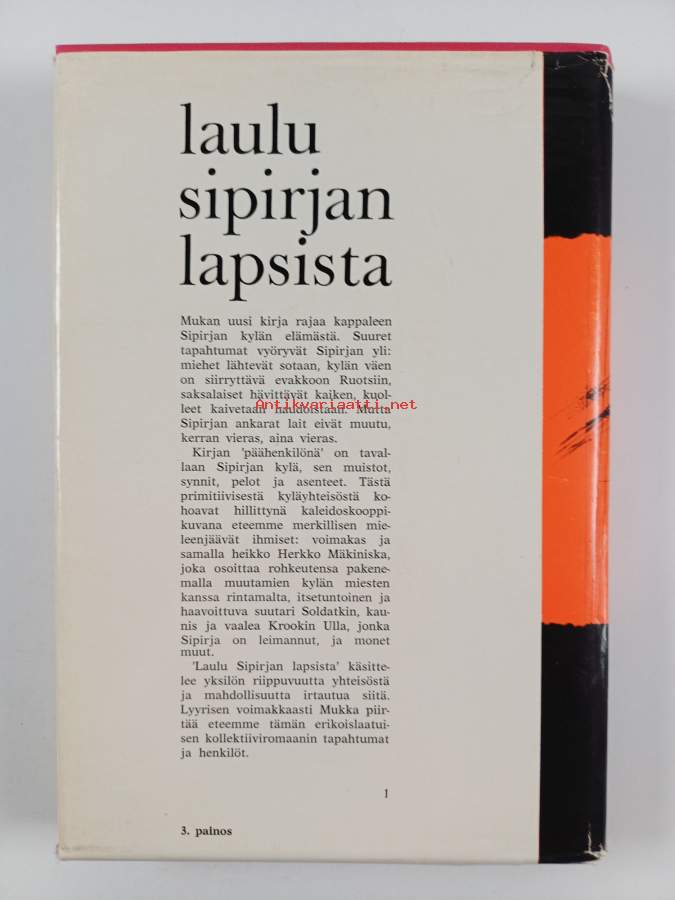 laulu
sipirjan
lapsista
Mukan uusi kirja rajaa kappaleen
Sipirjan kylän elämästä. Suuret
tapahtumat vyöryvät Sipirjan yli:
miehet lähtevät sotaan, kylän väen
on siirryttävä evakkoon Ruotsiin,
saksalaiset hävittävät kaiken, kuol-
leet kaivetaan haudoistaan. Mutta
Antikvariaatti.net
Sipirjan ankarat lait eivät muutu,
kerran vieras, aina vieras.
Kirjan 'päähenkilönä' on taval-
laan Sipirjan kylä, sen muistot,
synnit, pelot ja asenteet. Tästä
primitiivisestä kyläyhteisöstä ko-
hoavat hillittynä kaleidoskooppi-
kuvana eteemme merkillisen mie-
leenjäävät ihmiset: voimakas ja
samalla heikko Herkko Mäkiniska,
joka osoittaa rohkeutensa pakene-
malla muutamien kylän miesten
kanssa rintamalta, itsetuntoinen ja
haavoittuva suutari Soldatkin, kau-
nis ja vaalea Krookin Ulla, jonka
Sipirja on leimannut, ja monet
muut.
'Laulu Sipirjan lapsista' käsitte-
lee yksilön riippuvuutta yhteisöstä
ja mahdollisuutta irtautua siitä.
Lyyrisen voimakkaasti Mukka piir-
tää eteemme tämän erikoislaatui-
sen kollektiiviromaanin tapahtumat
ja henkilöt.
1
3. painos